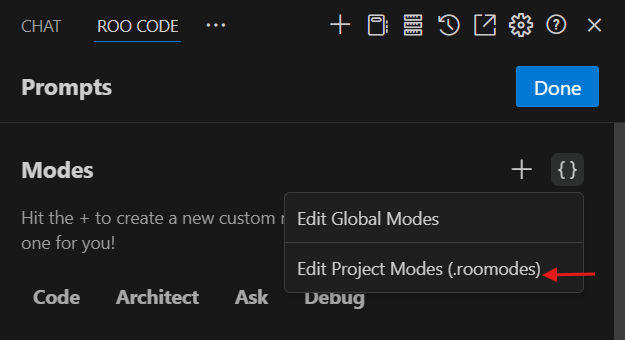 CHAT ROO CODE
Prompts
Done
Modes
{}
Hit the + to create a new custom
one for you!
Edit Global Modes
Edit Project Modes (.roomodes)
Code Architect Ask Debug